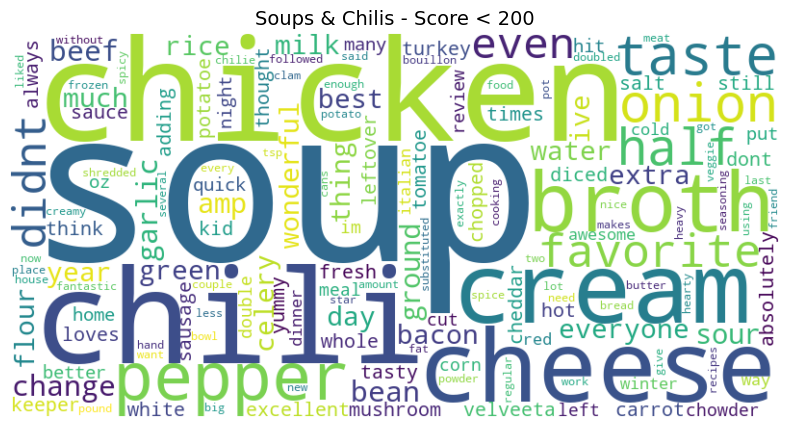 Soups & Chilis - Score < 200
always
without
beef
rice
chilie
spicy
followed
milk
said
many
bouillon
turkey
even
hit
doubled
meat
taste
liked
frozen
clam
chicken
much
sauce
adding
potatoe
night
thought
enough
potato
best
review
times
food
pot
ive
salt
still
onion
cold
got
put
didnt
oz
shredded
several
garlic
every
tsp
quick
soup
wonderful
thing
cans
leftover
italian
tomatoe
chopped
exactly
cooking
water
diced
half
extra
veggie
dont
seasoning
last
creamy
think
kid
amp
im
substituted
broth
nice
makes
heavy
using
friend
awesome
favorite
absolutely
now
place
house
year
fantastic
green
couple
less
double
celery
yummy
fresh
meal
star
amount
ground
two
cheddar
lot
need
butter
hearty
flour
home
loves
hand
want
sausage
bowl
dinner
day
whole
chili
bacon
fat
cut
cream
spice
hot
red
bread
everyone
sour
change
better
pepper
tasty
bean
corn
powder
regular
cheese
work
winter
give
recipes
way
keeper
pound
white
big
new
excellent
mushroom
velveeta
left
carrot
chowder